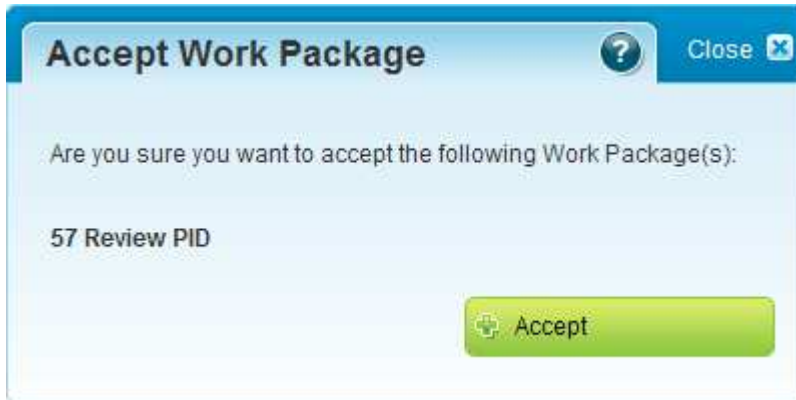 Accept Work Package
?
Close
Are you sure you want to accept the following Work Package(s):
57 Review PID
Accept